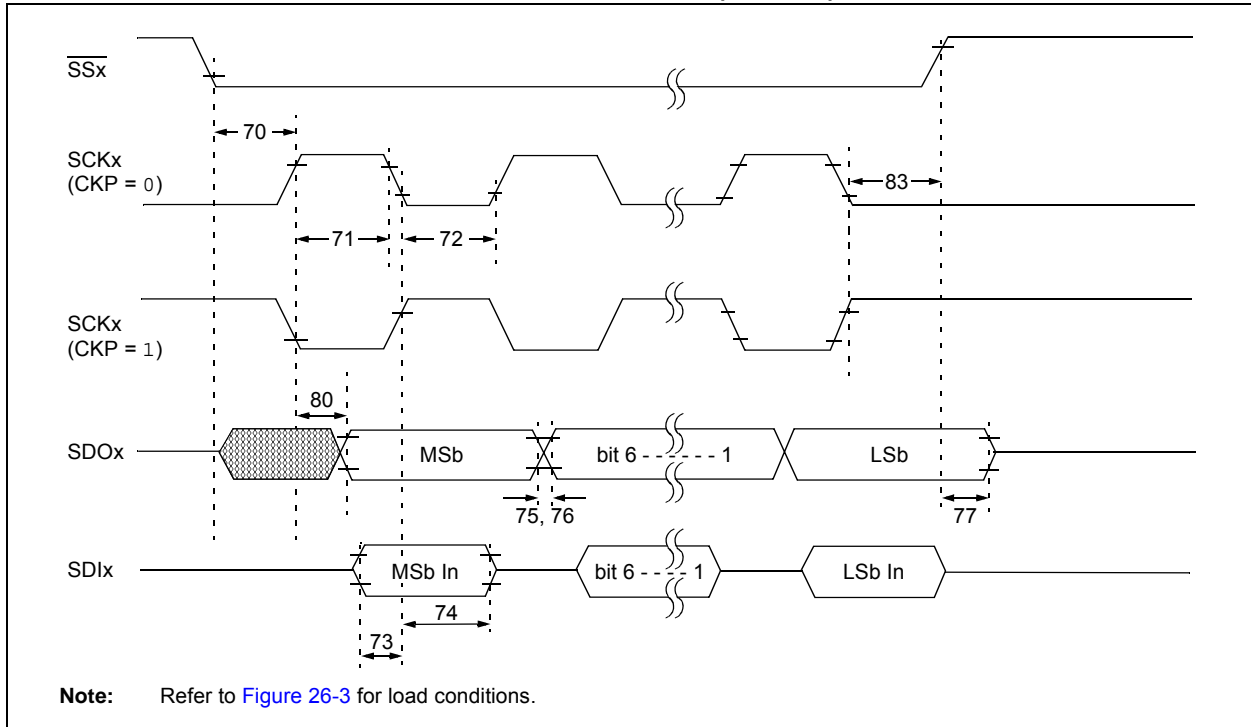 SSx
70
SCKx
(CKP = 0)
83
71
72
SCKx
(CKP = 1)
80
SDOx
MSb
bit 6 - - - - - - 1
LSb
75, 76
77
SDIx
MSb In
bit 6 - - - - 1
LSb In
74
73
Note: Refer to Figure 26-3 for load conditions.